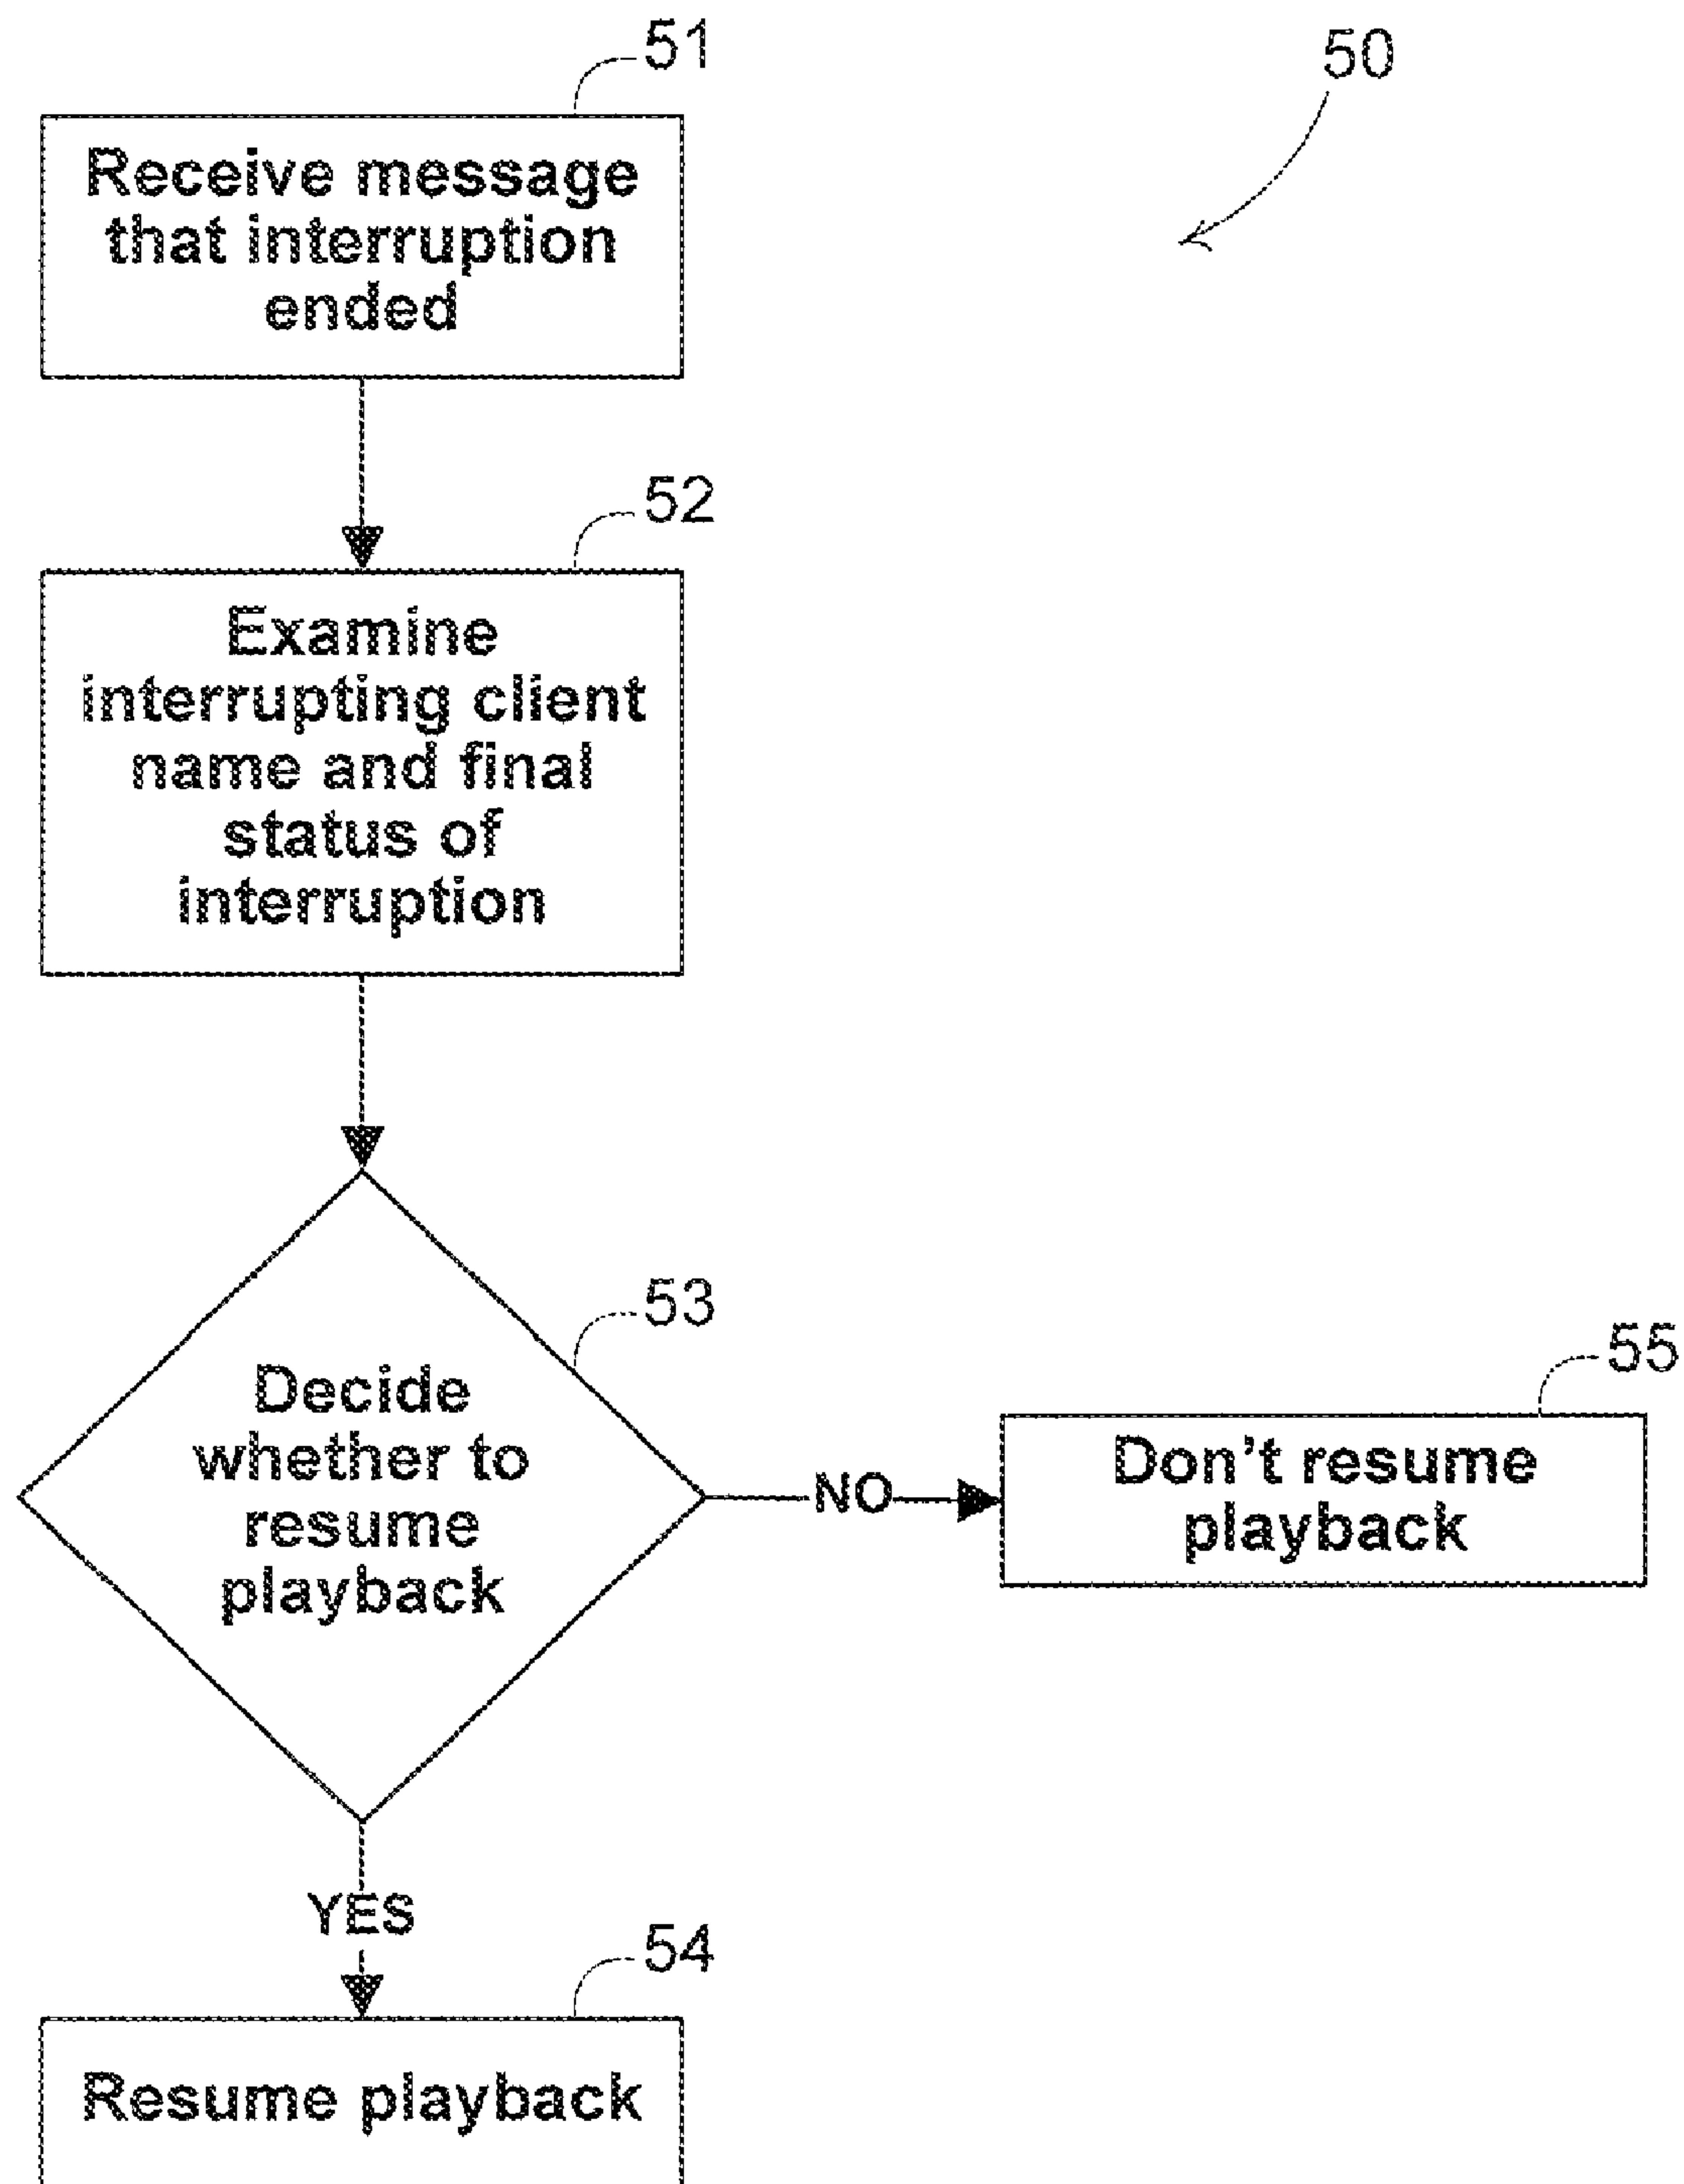 51
50
Receive message
that interruption
ended
52
Examine
interrupting client
name and final
status of
interruption
53
Decide
whether to
resume
playback
NO
55
Don't resume
playback
YES
54
Resume playback